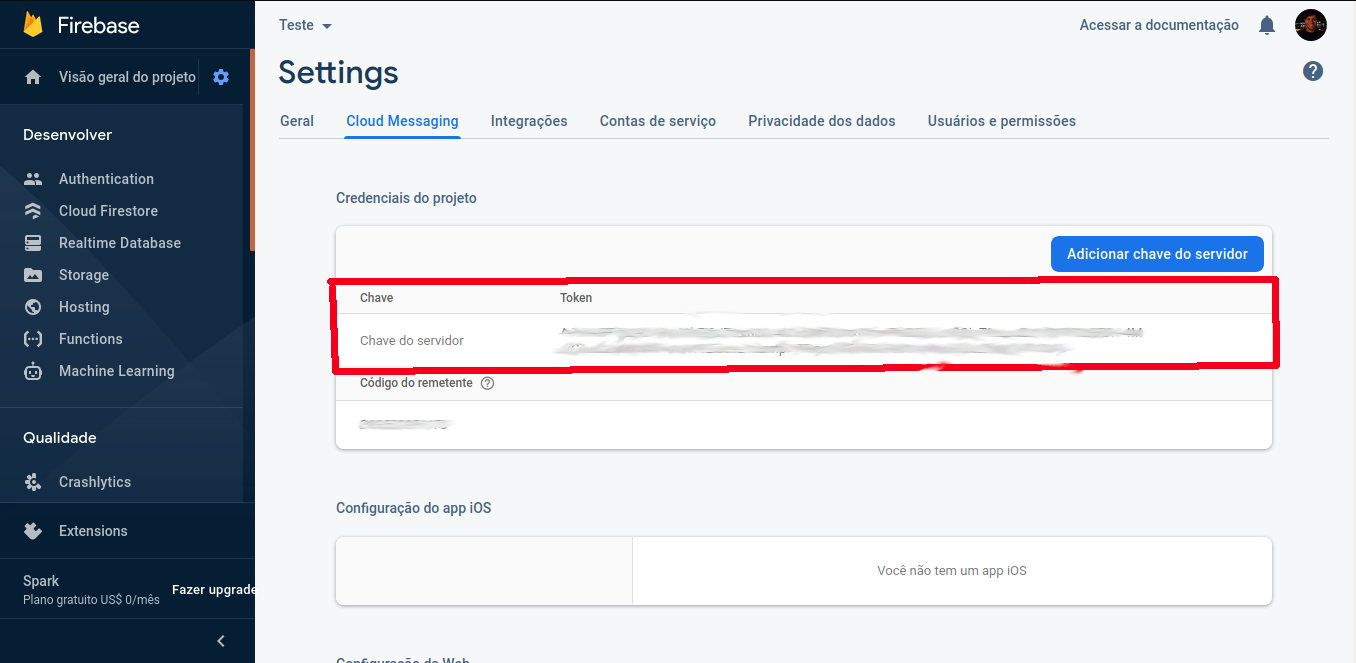 Firebase
Visão geral do projeto
Desenvolver
Authentication
Cloud Firestore
Realtime Database
Storage
Hosting
Functions
Machine Learning
Qualidade
Crashlytics
Extensions
Spark
Plano gratuito US$ 0/mês
Fazer upgrade
Teste
Acessar a documentação
Settings
Geral Cloud Messaging Integrações Contas de serviço Privacidade dos dados Usuários e permissões
Credenciais do projeto
Adicionar chave do servidor
Chave Token
Chave do servidor
Código do remetente
Configuração do app iOS
Você não tem um app iOS
Configuração da Web